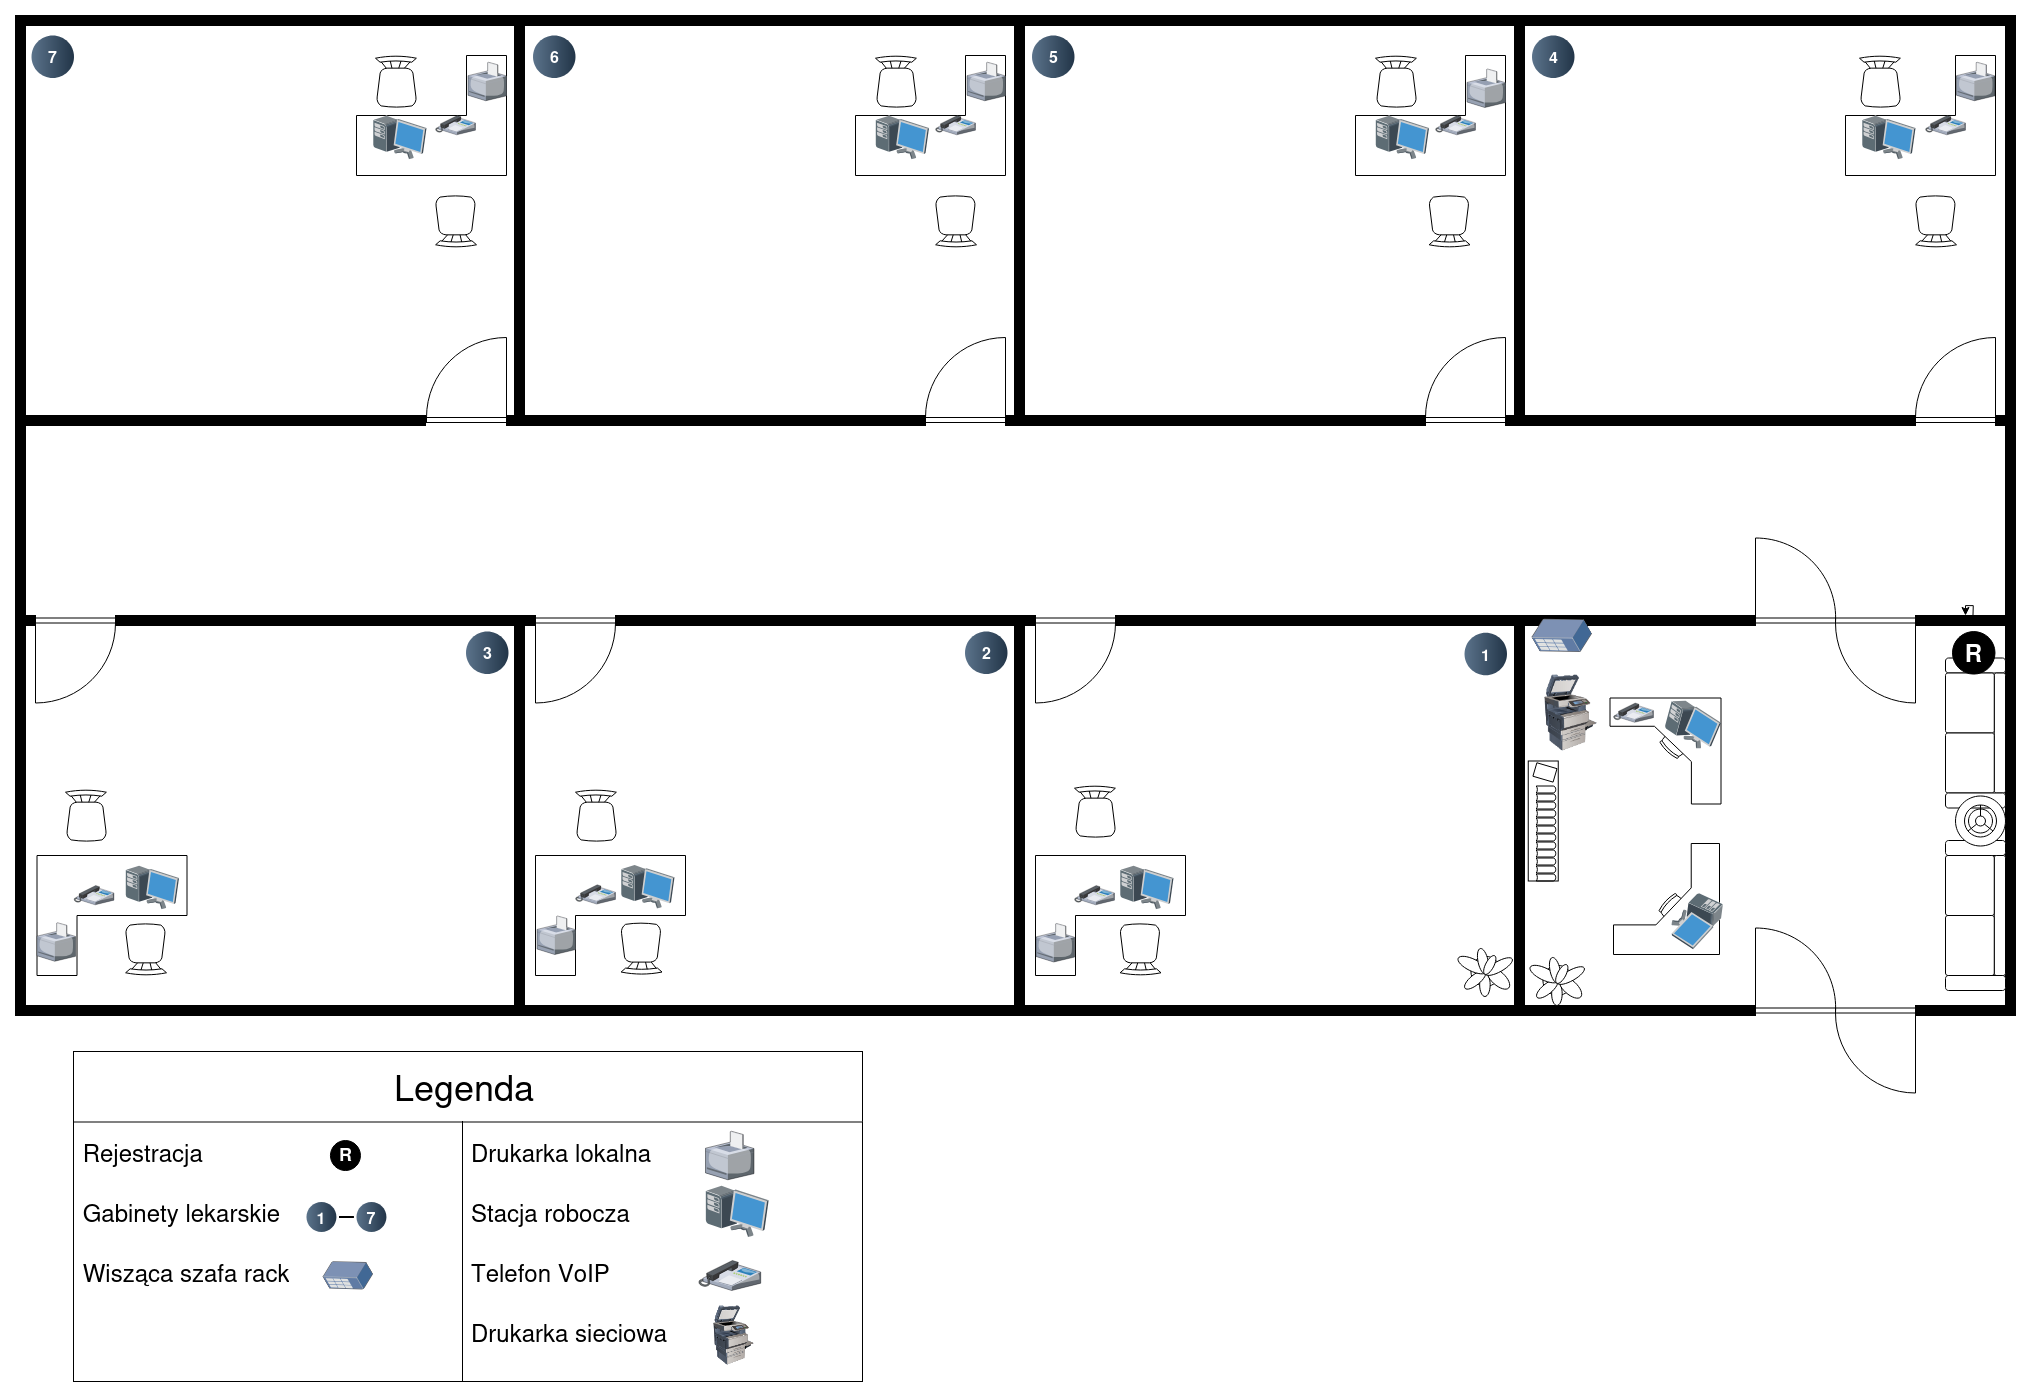 7
6
5
4
3
2
1
R
Legenda
Rejestracja R
Gabinety lekarskie 1 – 7
Wisząca szafa rack
Drukarka lokalna
Stacja robocza
Telefon VoIP
Drukarka sieciowa